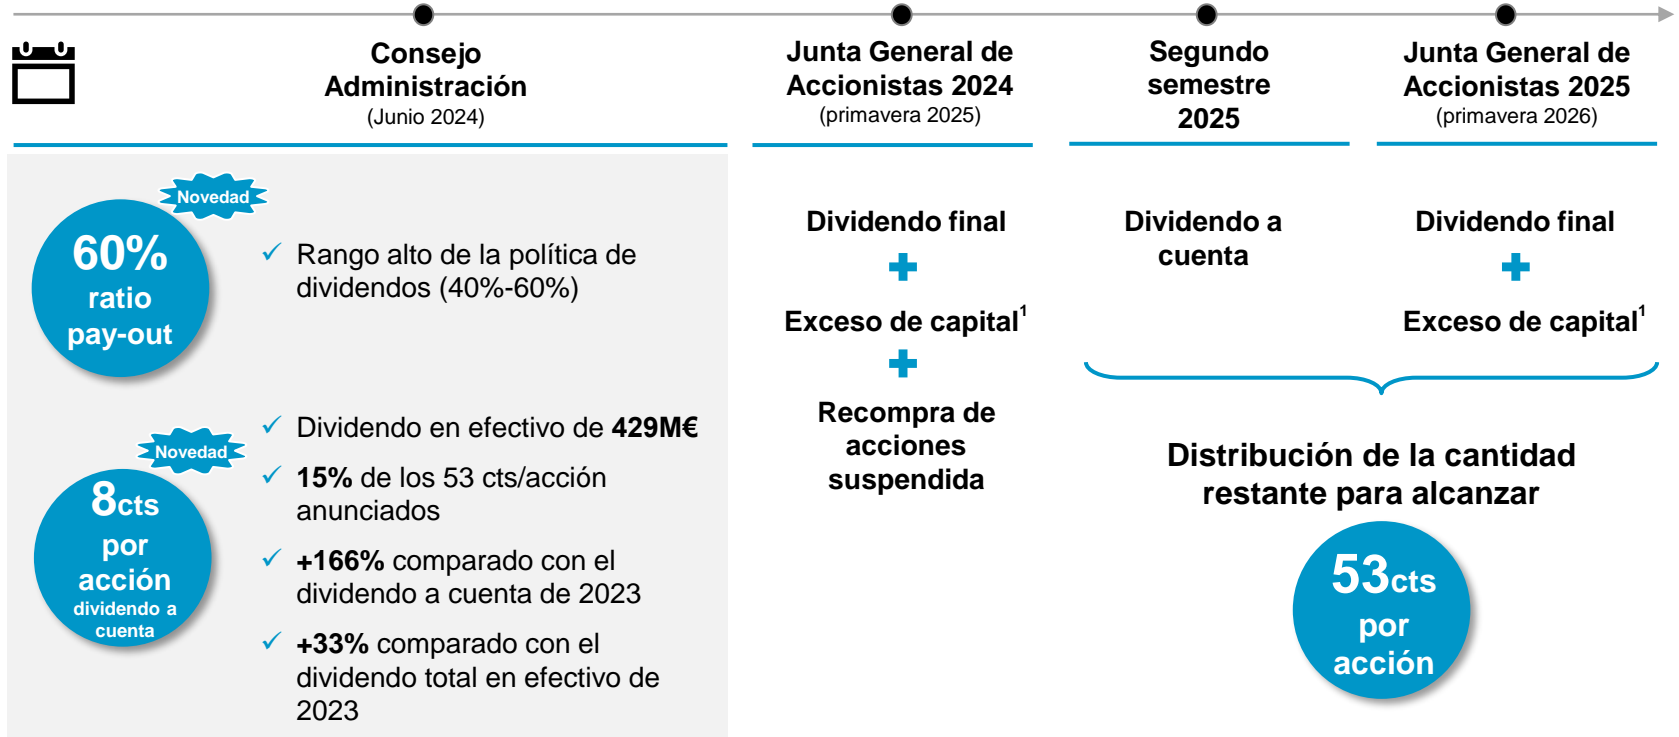 Consejo
Administración
(Junio 2024)
Junta General de
Accionistas 2024
(primavera 2025)
Segundo
semestre
2025
Junta General de
Accionistas 2025
(primavera 2026)
Novedad
60%
ratio
pay-out
✓ Rango alto de la política de
dividendos (40%-60%)
Novedad
8cts
por
acción
dividendo a
cuenta
✓ Dividendo en efectivo de 429M€
✓ 15% de los 53 cts/acción
anunciados
✓ +166% comparado con el
dividendo a cuenta de 2023
✓ +33% comparado con el
dividendo total en efectivo de
2023
Dividendo final
+
Exceso de capital¹
+
Recompra de
acciones
suspendida
Dividendo a
cuenta
Dividendo final
+
Exceso de capital¹
Distribución de la cantidad
restante para alcanzar
53cts
por
acción